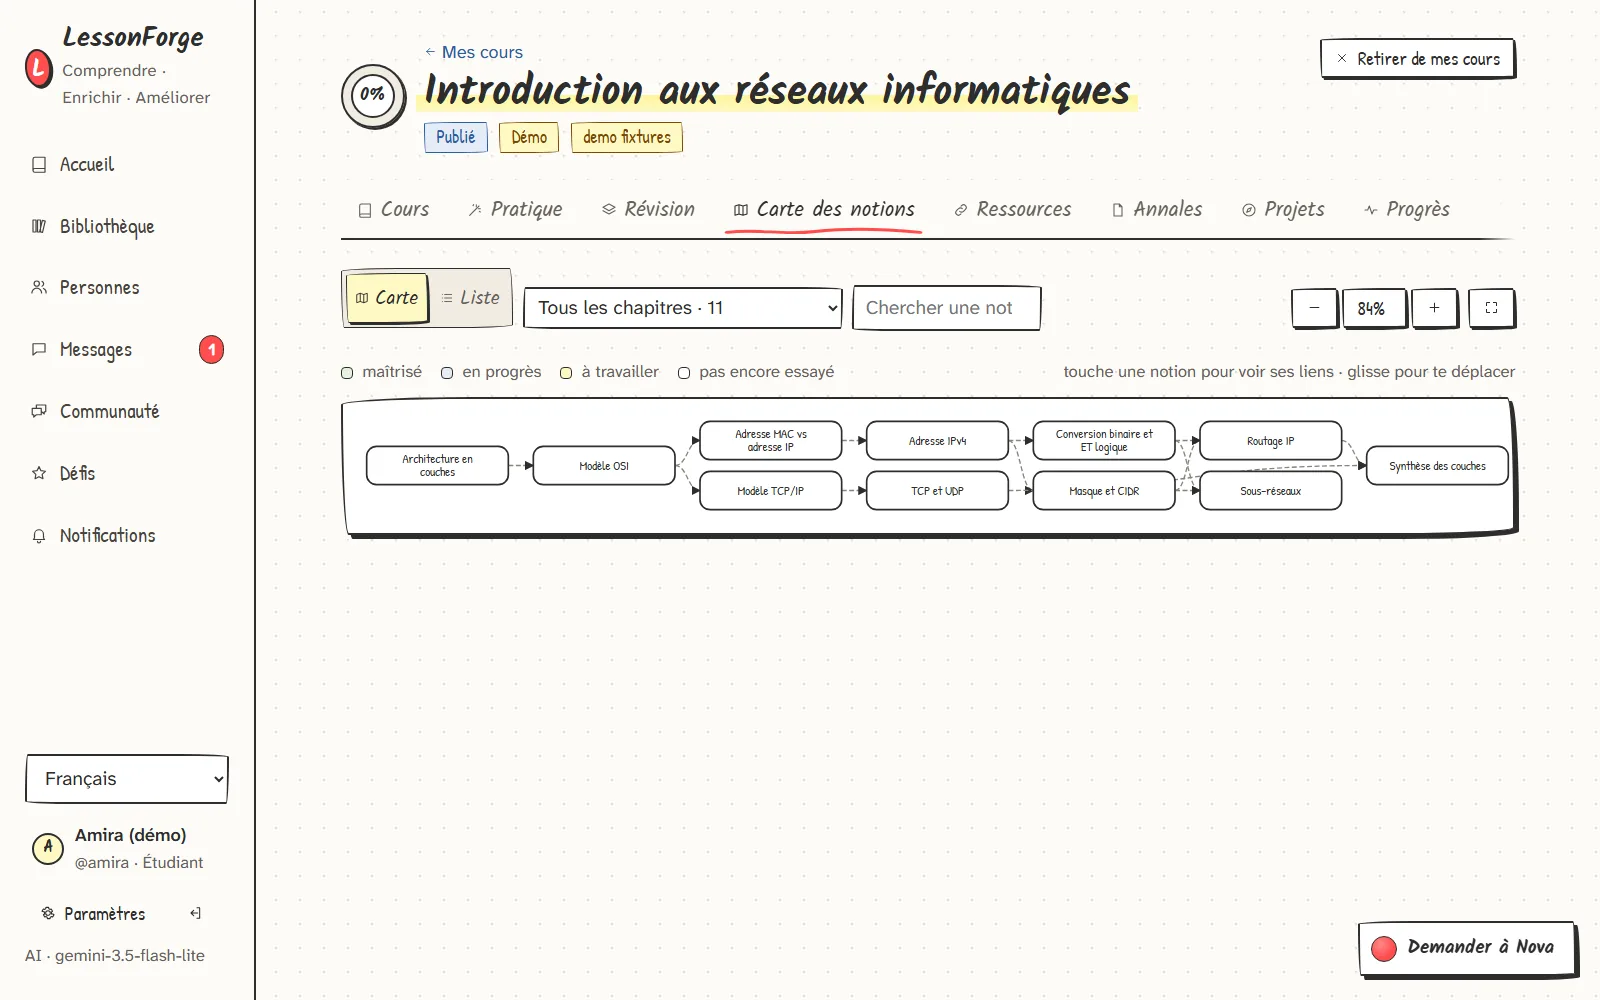 LessonForge
L
Comprendre ·
Enrichir · Améliorer
Accueil
Bibliothèque
Personnes
Messages
1
Communauté
Défis
Notifications
Français
A
Amira (démo)
@amira · Étudiant
Paramètres
AI · gemini-3.5-flash-lite
← Mes cours
0%
Introduction aux réseaux informatiques
Publié
Démo
demo fixtures
× Retirer de mes cours
Cours
Pratique
Révision
Carte des notions
Ressources
Annales
Projets
Progrès
Carte
Liste
Tous les chapitres · 11
Chercher une not
−
84%
+
maîtrisé
en progrès
à travailler
pas encore essayé
touche une notion pour voir ses liens · glisse pour te déplacer
Architecture en
couches
Modèle OSI
Adresse MAC vs
adresse IP
Modèle TCP/IP
Adresse IPv4
TCP et UDP
Conversion binaire et
ET logique
Masque et CIDR
Routage IP
Sous-réseaux
Synthèse des couches
Demander à Nova